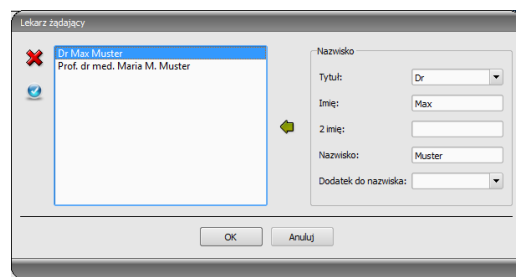 Lekarz żądający
Dr Max Muster
Prof. dr med. Maria M. Muster
Nazwisko
Tytuł: Dr
Imię: Max
2 imię:
Nazwisko: Muster
Dodatek do nazwiska:
OK Anuluj